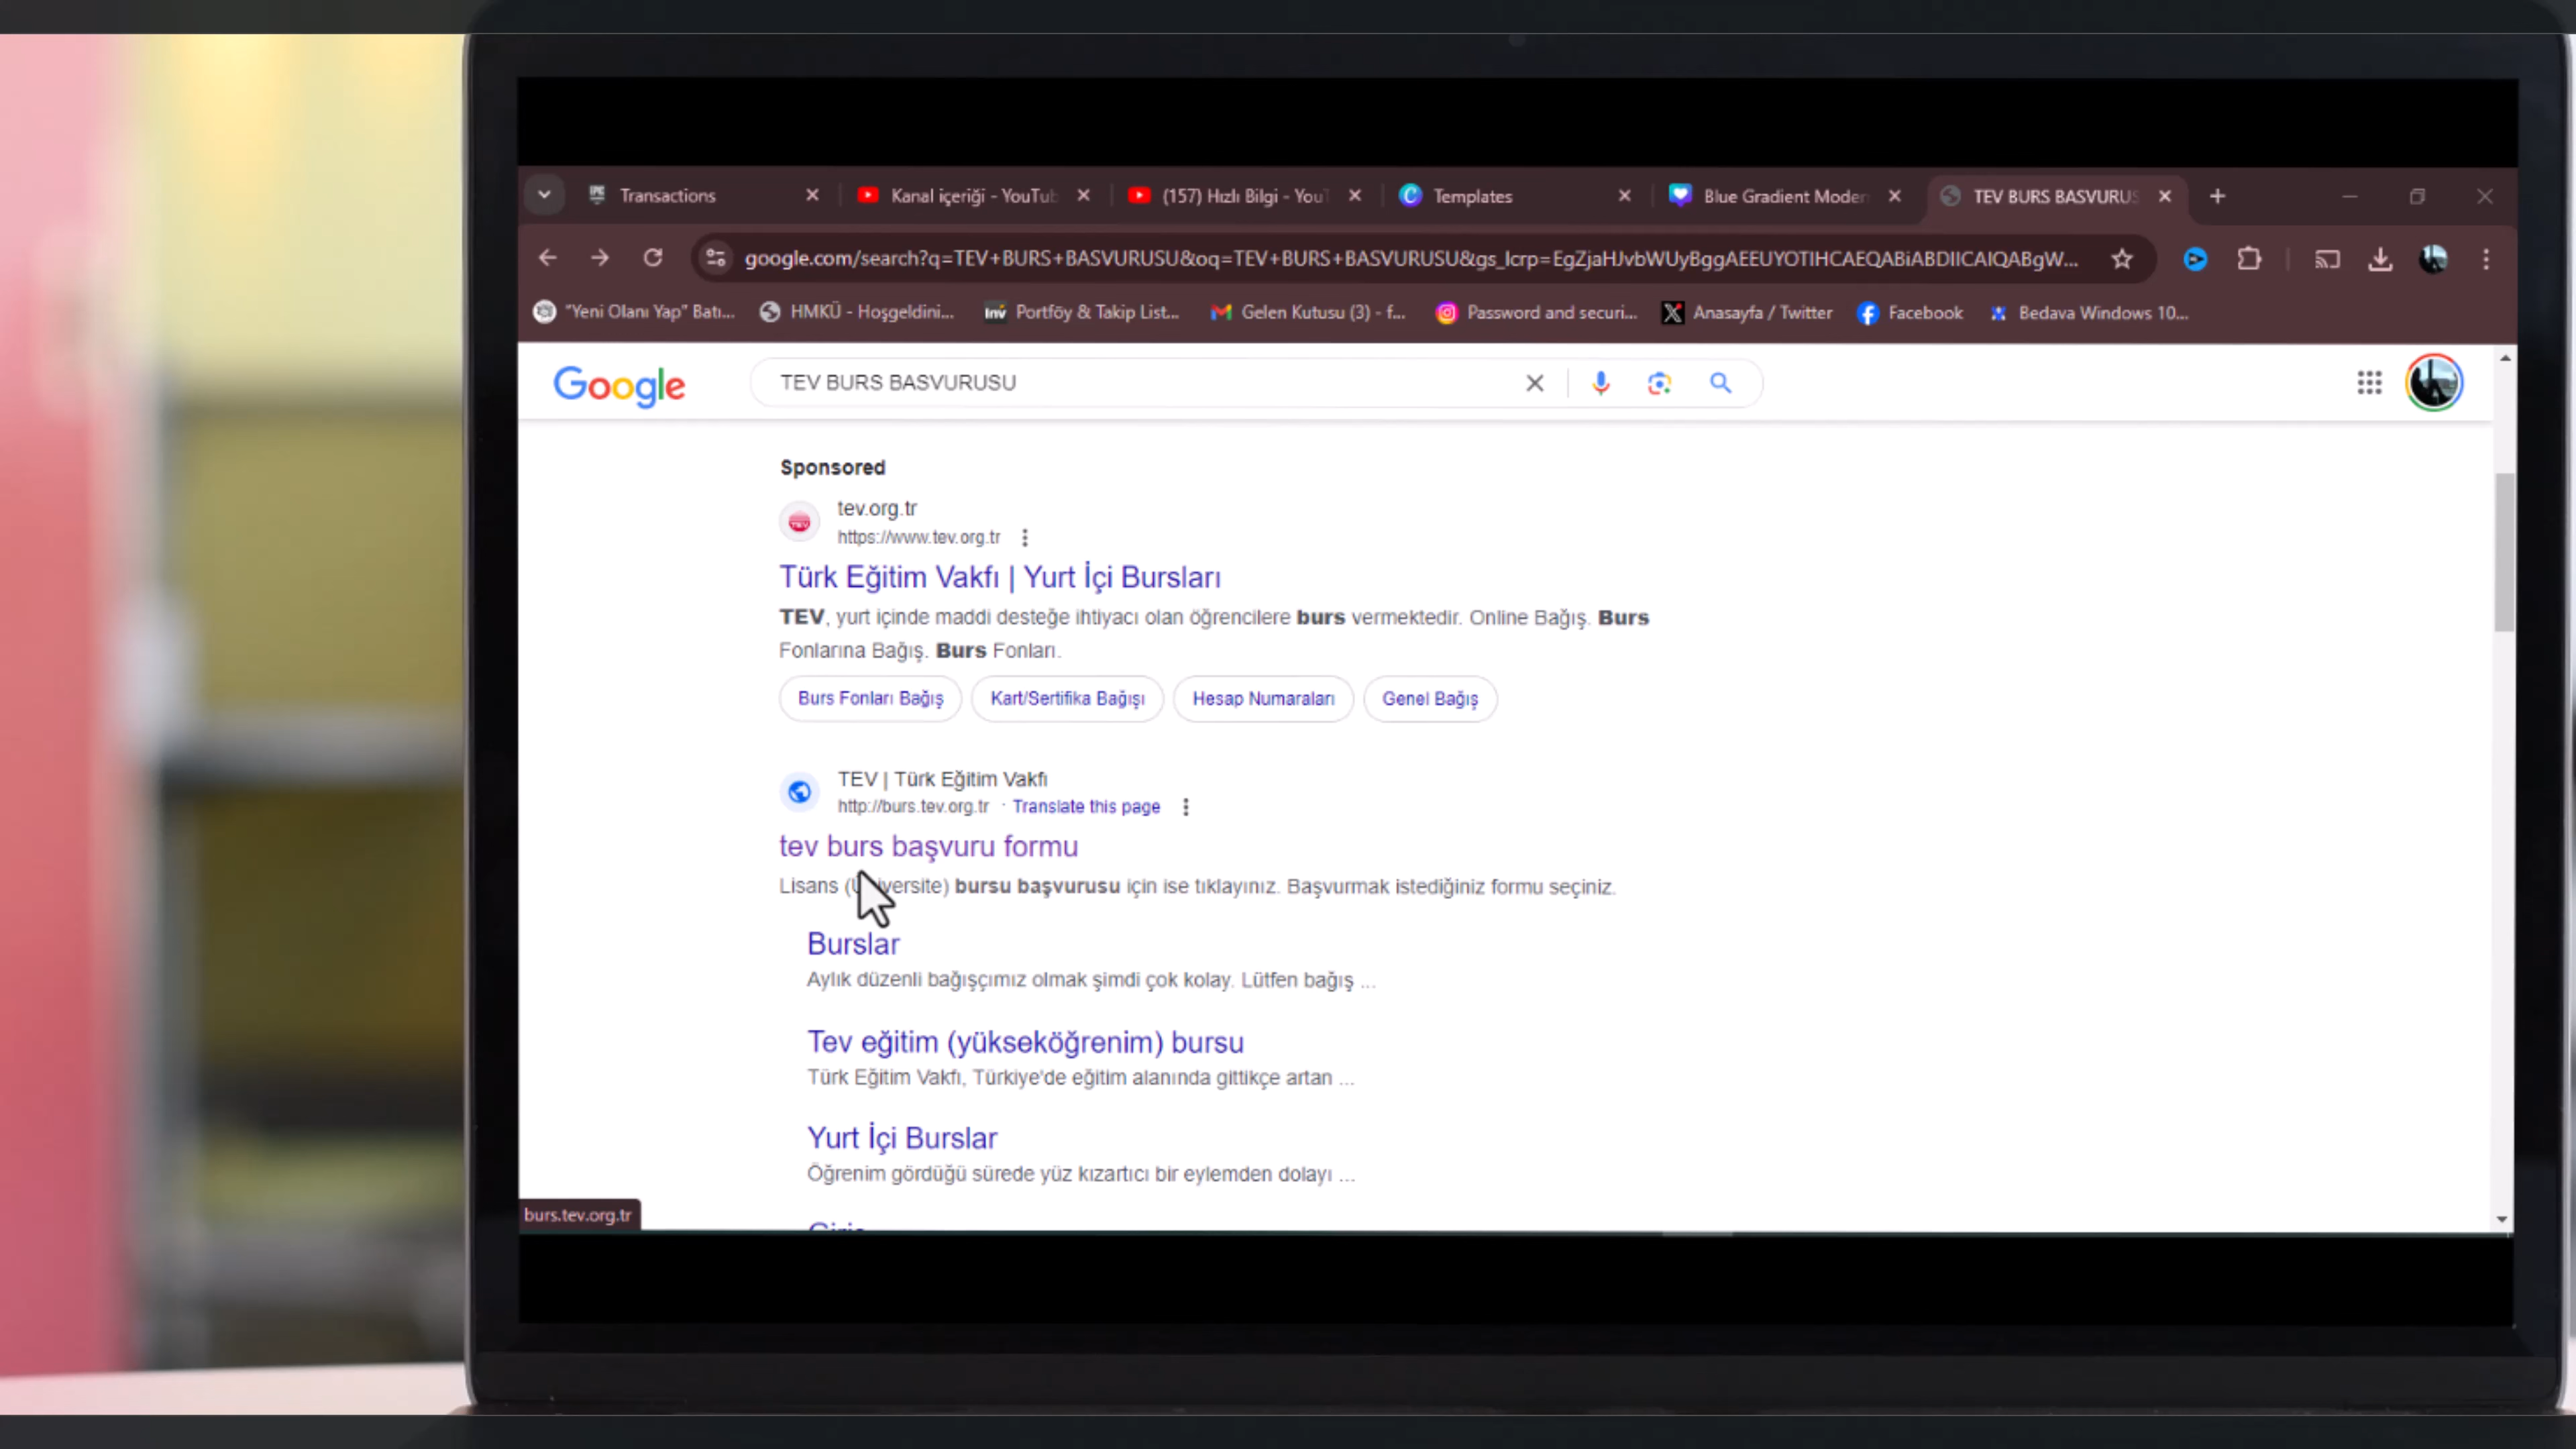 Transactions
Kanal içeriği - YouTub
(157) Hızlı Bilgi - YouT
Templates
Blue Gradient Moder
TEV BURS BASVURUS
google.com/search?q=TEV+BURS+BASVURUSU&oq=TEV+BURS+BASVURUSU&gs_lcrp=EgZjaHJvbWUyBggAEEUYOTIHCAEQABiABDIICAIQABgW...
"Yeni Olanı Yap" Batı...
HMKÜ - Hoşgeldini...
inv Portföy & Takip List...
Gelen Kutusu (3) - f...
Password and securi...
Anasayfa / Twitter
Facebook
Bedava Windows 10...
Google
TEV BURS BASVURUSU
Sponsored
TEV
tev.org.tr
https://www.tev.org.tr
Türk Eğitim Vakfı | Yurt İçi Bursları
TEV, yurt içinde maddi desteğe ihtiyacı olan öğrencilere burs vermektedir. Online Bağış. Burs
Fonlarına Bağış. Burs Fonları.
Burs Fonları Bağış
Kart/Sertifika Bağışı
Hesap Numaraları
Genel Bağış
TEV | Türk Eğitim Vakfı
http://burs.tev.org.tr · Translate this page
tev burs başvuru formu
Lisans bursu başvurusu için ise tıklayınız. Başvurmak istediğiniz formu seçiniz.
Burslar
Aylık düzenli bağışçımız olmak şimdi çok kolay. Lütfen bağış ...
Tev eğitim (yükseköğrenim) bursu
Türk Eğitim Vakfı, Türkiye'de eğitim alanında gittikçe artan ...
Yurt İçi Burslar
Öğrenim gördüğü sürede yüz kızartıcı bir eylemden dolayı ...
burs.tev.org.tr